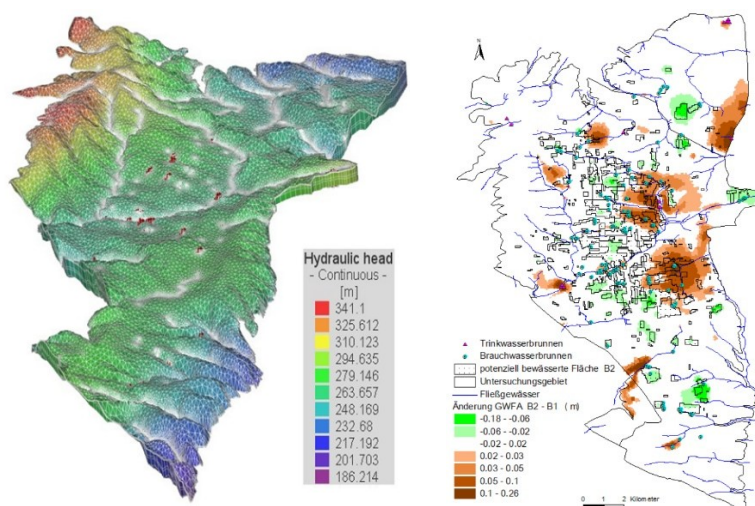 Hydraulic head
- Continuous -
[m]
341.1
325.612
310.123
294.635
279.146
263.657
248.169
232.68
217.192
201.703
186.214
N
Trinkwasserbrunnen
Brauchwasserbrunnen
potenziell bewässerte Fläche B2
Untersuchungsgebiet
Fließgewässer
Änderung GWFA B2 - B1 (m)
-0.18 - -0.06
-0.06 - -0.02
-0.02 - 0.02
0.02 - 0.03
0.03 - 0.05
0.05 - 0.1
0.1 - 0.26
0 1 2 Kilometer